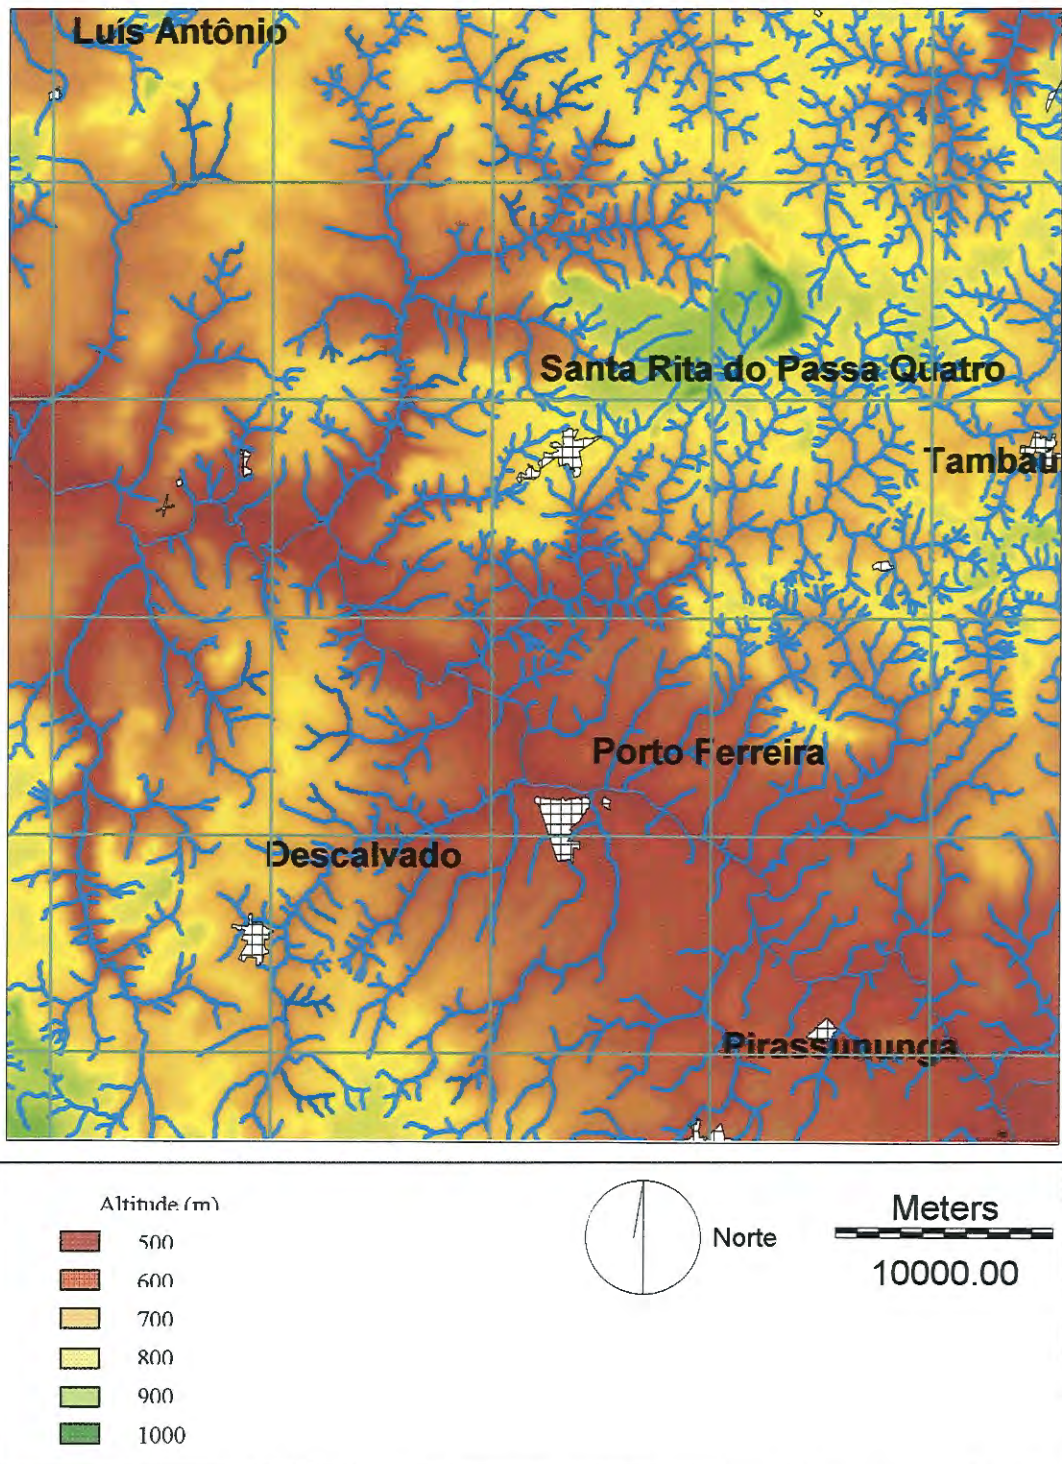 Luís Antônio
Santa Rita do Passa Quatro
Tambaú
Porto Ferreira
Descalvado
Pirassununga
Altitude (m)
500
600
700
800
900
1000
Norte
Meters
10000.00